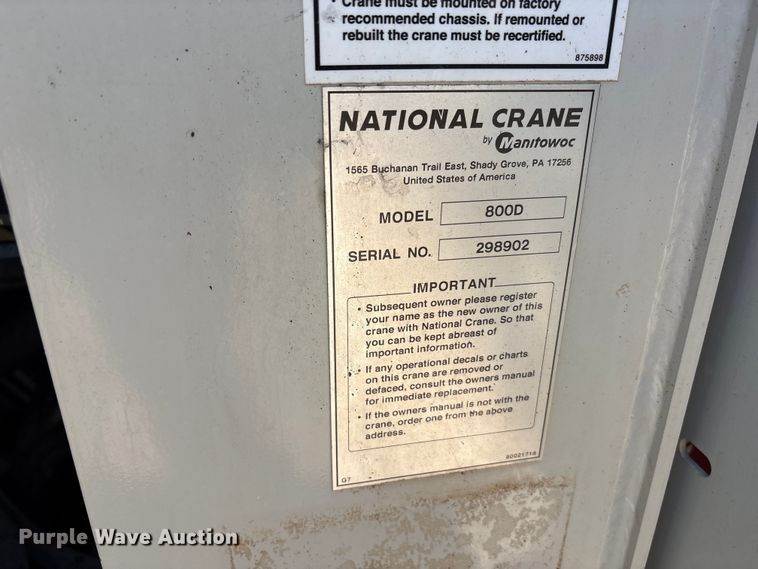 • Crane must be mounted on factory
recommended chassis. If remounted or
rebuilt the crane must be recertified.
875898
NATIONAL CRANE
by Manitowoc
1565 Buchanan Trail East, Shady Grove, PA 17256
United States of America
MODEL 800D
SERIAL NO. 298902
IMPORTANT
• Subsequent owner please register
your name as the new owner of this
crane with National Crane. So that
you can be kept abreast of
important information.
• If any operational decals or charts
on this crane are removed or
defaced, consult the owners manual
for immediate replacement.
• If the owners manual is not with the
crane, order one from the above
address.
80021718
G7
Purple Wave Auction